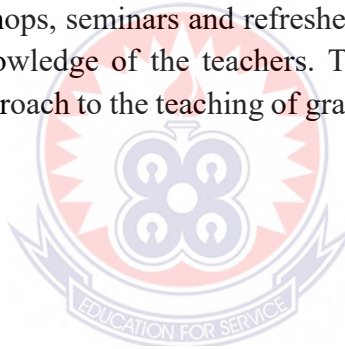 hops, seminars and refreshe
owledge of the teachers. T
roach to the teaching of gra
EDUCATION FOR SERVICE